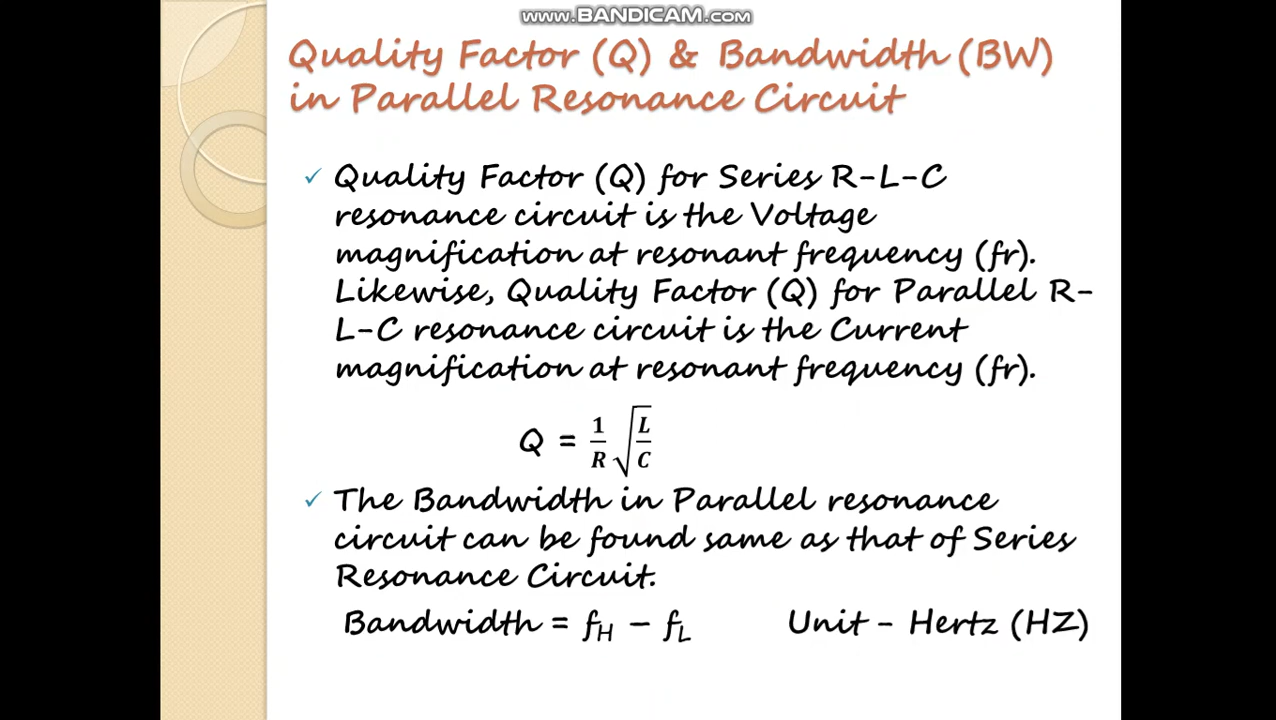 www.BANDICAM.com
Quality Factor (Q) & Bandwidth (BW)
in Parallel Resonance Circuit
✓ Quality Factor (Q) for Series R-L-C
resonance circuit is the Voltage
magnification at resonant frequency (fr).
Likewise, Quality Factor (Q) for Parallel R-
L-C resonance circuit is the Current
magnification at resonant frequency (fr).
Q = 1/R √(L/C)
✓ The Bandwidth in Parallel resonance
circuit can be found same as that of Series
Resonance Circuit.
Bandwidth = f_H − f_L Unit - Hertz (HZ)